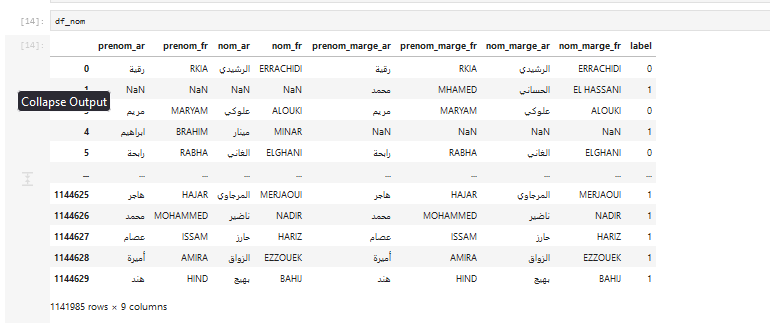 [14]: df_nom
[14]: prenom_ar prenom_fr nom_ar nom_fr prenom_marge_ar prenom_marge_fr nom_marge_ar nom_marge_fr label
0 رقية RKIA الرشيدي ERRACHIDI رقية RKIA الرشيدي ERRACHIDI 0
1 NaN NaN NaN NaN محمد MHAMED الحساني EL HASSANI 1
Collapse Output
3 مريم MARYAM علوكي ALOUKI مريم MARYAM علوكي ALOUKI 0
4 ابراهيم BRAHIM مينار MINAR NaN NaN NaN NaN 1
5 رابحة RABHA الغاني ELGHANI رابحة RABHA الغاني ELGHANI 0
... ... ... ... ... ... ... ... ... ...
1144625 هاجر HAJAR المرجاوي MERJAOUI هاجر HAJAR المرجاوي MERJAOUI 1
1144626 محمد MOHAMMED ناضير NADIR محمد MOHAMMED ناضير NADIR 1
1144627 عصام ISSAM حارز HARIZ عصام ISSAM حارز HARIZ 1
1144628 أميرة AMIRA الزواق EZZOUEK أميرة AMIRA الزواق EZZOUEK 1
1144629 هند HIND بهيج BAHIJ هند HIND بهيج BAHIJ 1
1141985 rows × 9 columns